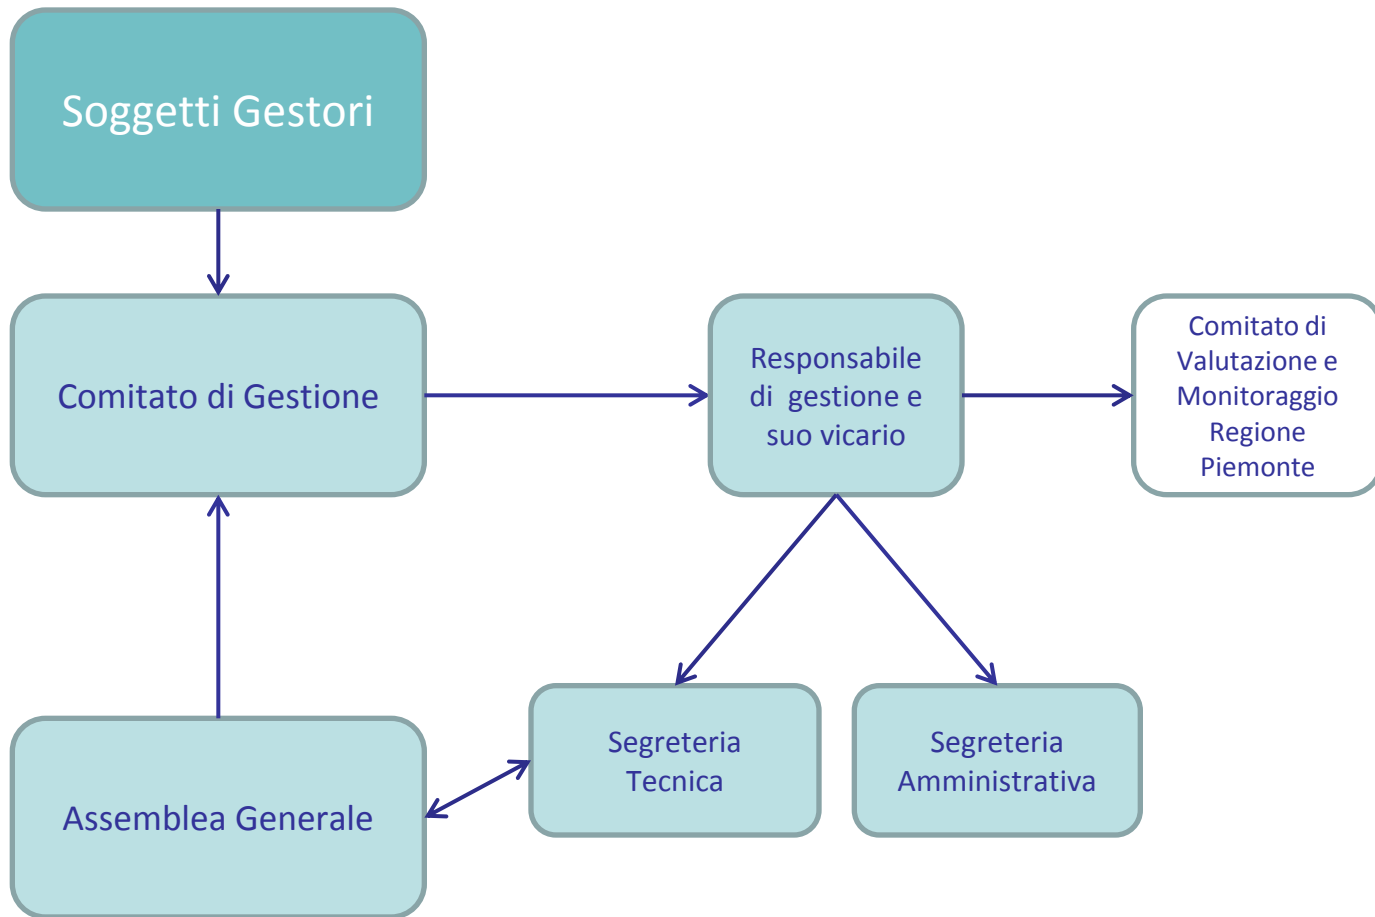 Soggetti Gestori
Comitato di Gestione
Responsabile
di  gestione e
suo vicario
Comitato di
Valutazione e
Monitoraggio
Regione
Piemonte
Assemblea Generale
Segreteria
Tecnica
Segreteria
Amministrativa